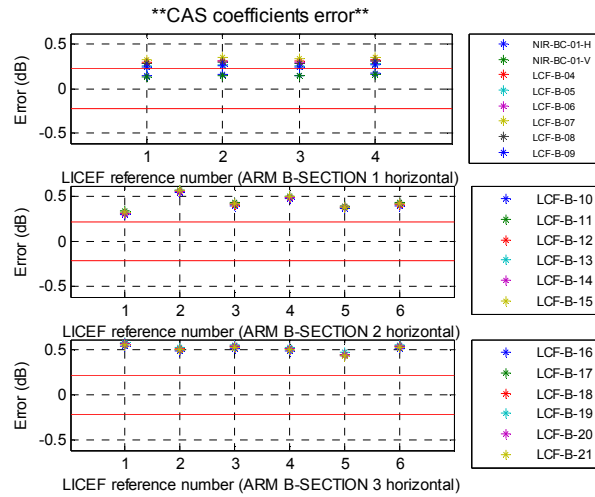 **CAS coefficients error**
Error (dB)
0.5
0
-0.5
1 2 3 4
LICEF reference number (ARM B-SECTION 1 horizontal)
NIR-BC-01-H
NIR-BC-01-V
LCF-B-04
LCF-B-05
LCF-B-06
LCF-B-07
LCF-B-08
LCF-B-09
Error (dB)
0.5
0
-0.5
1 2 3 4 5 6
LICEF reference number (ARM B-SECTION 2 horizontal)
LCF-B-10
LCF-B-11
LCF-B-12
LCF-B-13
LCF-B-14
LCF-B-15
Error (dB)
0.5
0
-0.5
1 2 3 4 5 6
LICEF reference number (ARM B-SECTION 3 horizontal)
LCF-B-16
LCF-B-17
LCF-B-18
LCF-B-19
LCF-B-20
LCF-B-21